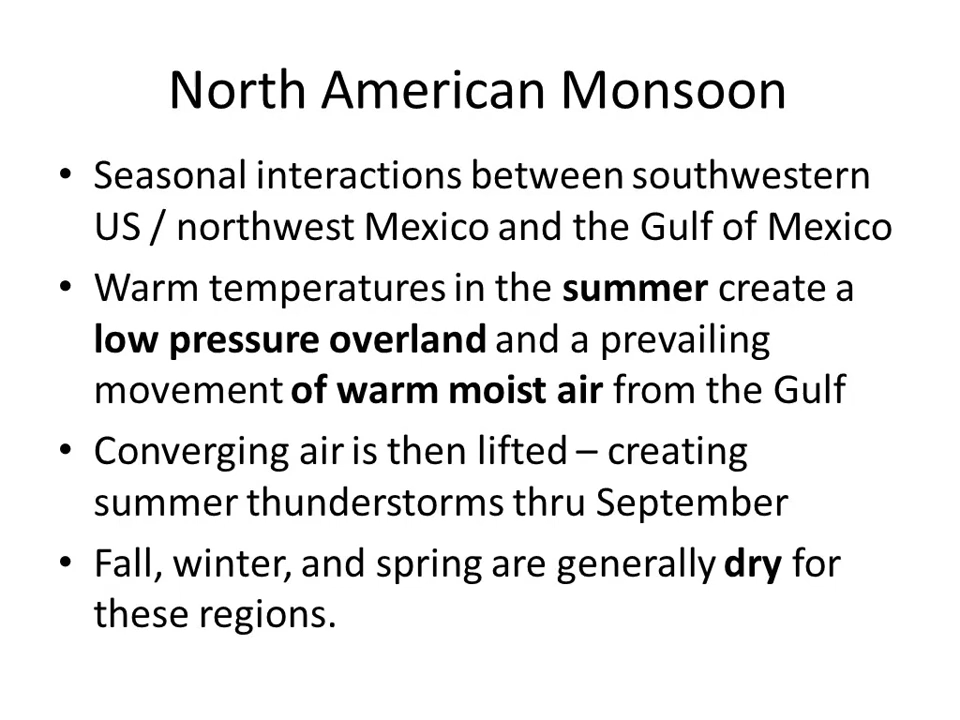 North American Monsoon
• Seasonal interactions between southwestern
US / northwest Mexico and the Gulf of Mexico
• Warm temperatures in the summer create a
low pressure overland and a prevailing
movement of warm moist air from the Gulf
• Converging air is then lifted – creating
summer thunderstorms thru September
• Fall, winter, and spring are generally dry for
these regions.